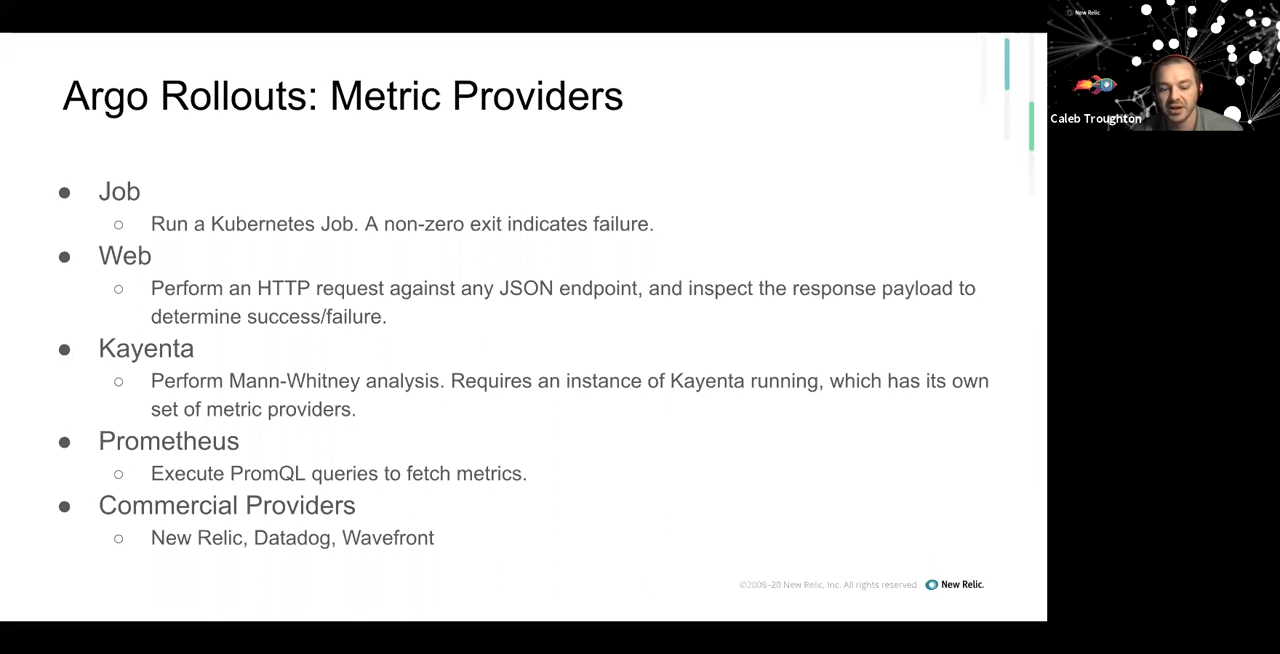 Argo Rollouts: Metric Providers
● Job
○ Run a Kubernetes Job. A non-zero exit indicates failure.
● Web
○ Perform an HTTP request against any JSON endpoint, and inspect the response payload to
determine success/failure.
● Kayenta
○ Perform Mann-Whitney analysis. Requires an instance of Kayenta running, which has its own
set of metric providers.
● Prometheus
○ Execute PromQL queries to fetch metrics.
● Commercial Providers
○ New Relic, Datadog, Wavefront
©2008–20 New Relic, Inc. All rights reserved New Relic.
New Relic.
Caleb Troughton